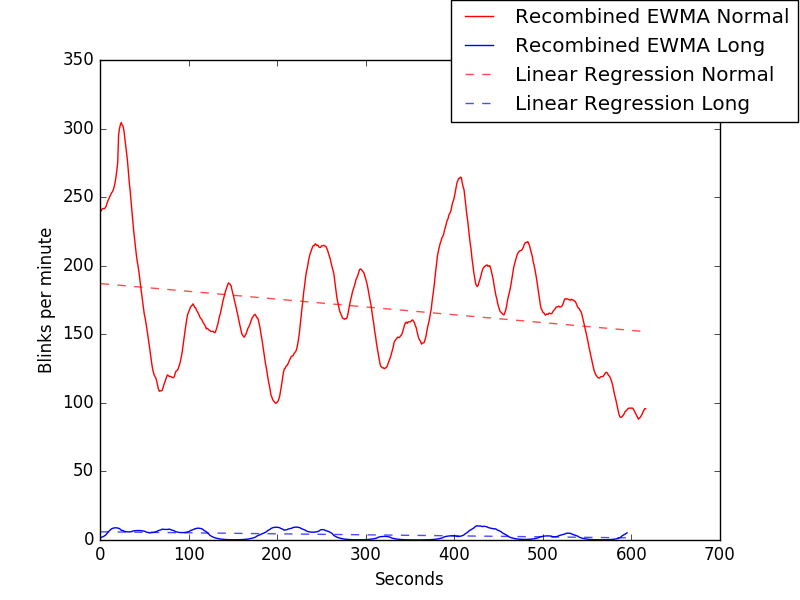 Recombined EWMA Normal
Recombined EWMA Long
Linear Regression Normal
Linear Regression Long
350
300
250
200
150
100
50
0
Blinks per minute
0 100 200 300 400 500 600 700
Seconds